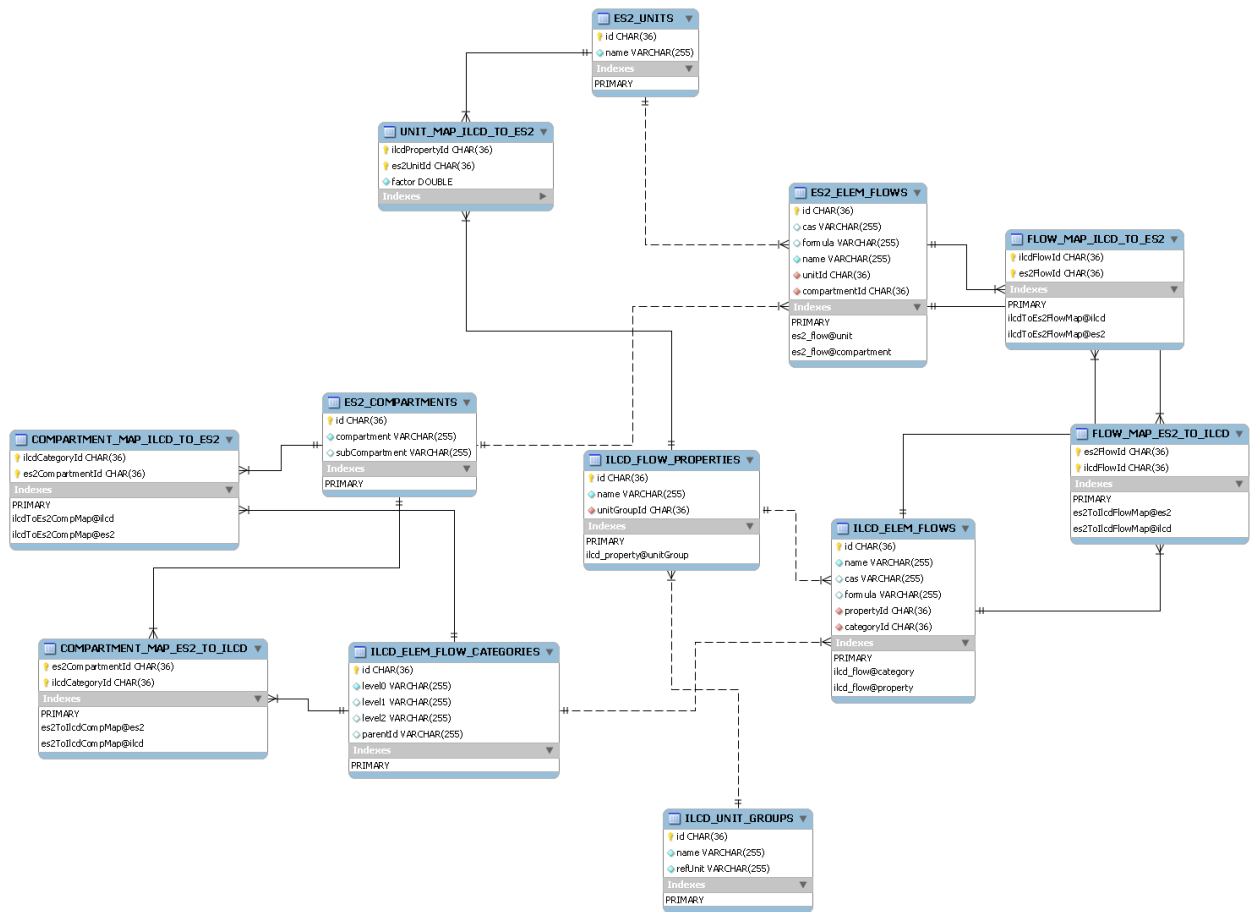 ES2_UNITS
id CHAR(36)
name VARCHAR(255)
Indexes
PRIMARY
UNIT_MAP_ILCD_TO_ES2
ilcdPropertyId CHAR(36)
es2UnitId CHAR(36)
factor DOUBLE
Indexes
ES2_ELEM_FLOWS
id CHAR(36)
cas VARCHAR(255)
formula VARCHAR(255)
name VARCHAR(255)
unitId CHAR(36)
compartmentId CHAR(36)
Indexes
PRIMARY
es2_flow@unit
es2_flow@compartment
FLOW_MAP_ILCD_TO_ES2
ilcdFlowId CHAR(36)
es2FlowId CHAR(36)
Indexes
PRIMARY
ilcdToEs2FlowMap@ilcd
ilcdToEs2FlowMap@es2
ES2_COMPARTMENTS
id CHAR(36)
compartment VARCHAR(255)
subCompartment VARCHAR(255)
Indexes
PRIMARY
COMPARTMENT_MAP_ILCD_TO_ES2
ilcdCategoryId CHAR(36)
es2CompartmentId CHAR(36)
Indexes
PRIMARY
ilcdToEs2CompMap@ilcd
ilcdToEs2CompMap@es2
ILCD_FLOW_PROPERTIES
id CHAR(36)
name VARCHAR(255)
unitGroupId CHAR(36)
Indexes
PRIMARY
ilcd_property@unitGroup
FLOW_MAP_ES2_TO_ILCD
es2FlowId CHAR(36)
ilcdFlowId CHAR(36)
Indexes
PRIMARY
es2ToIlcdFlowMap@es2
es2ToIlcdFlowMap@ilcd
ILCD_ELEM_FLOWS
id CHAR(36)
name VARCHAR(255)
cas VARCHAR(255)
formula VARCHAR(255)
propertyId CHAR(36)
categoryId CHAR(36)
Indexes
PRIMARY
ilcd_flow@category
ilcd_flow@property
COMPARTMENT_MAP_ES2_TO_ILCD
es2CompartmentId CHAR(36)
ilcdCategoryId CHAR(36)
Indexes
PRIMARY
es2ToIlcdCompMap@es2
es2ToIlcdCompMap@ilcd
ILCD_ELEM_FLOW_CATEGORIES
id CHAR(36)
level0 VARCHAR(255)
level1 VARCHAR(255)
level2 VARCHAR(255)
parentId VARCHAR(255)
Indexes
PRIMARY
ILCD_UNIT_GROUPS
id CHAR(36)
name VARCHAR(255)
refUnit VARCHAR(255)
Indexes
PRIMARY